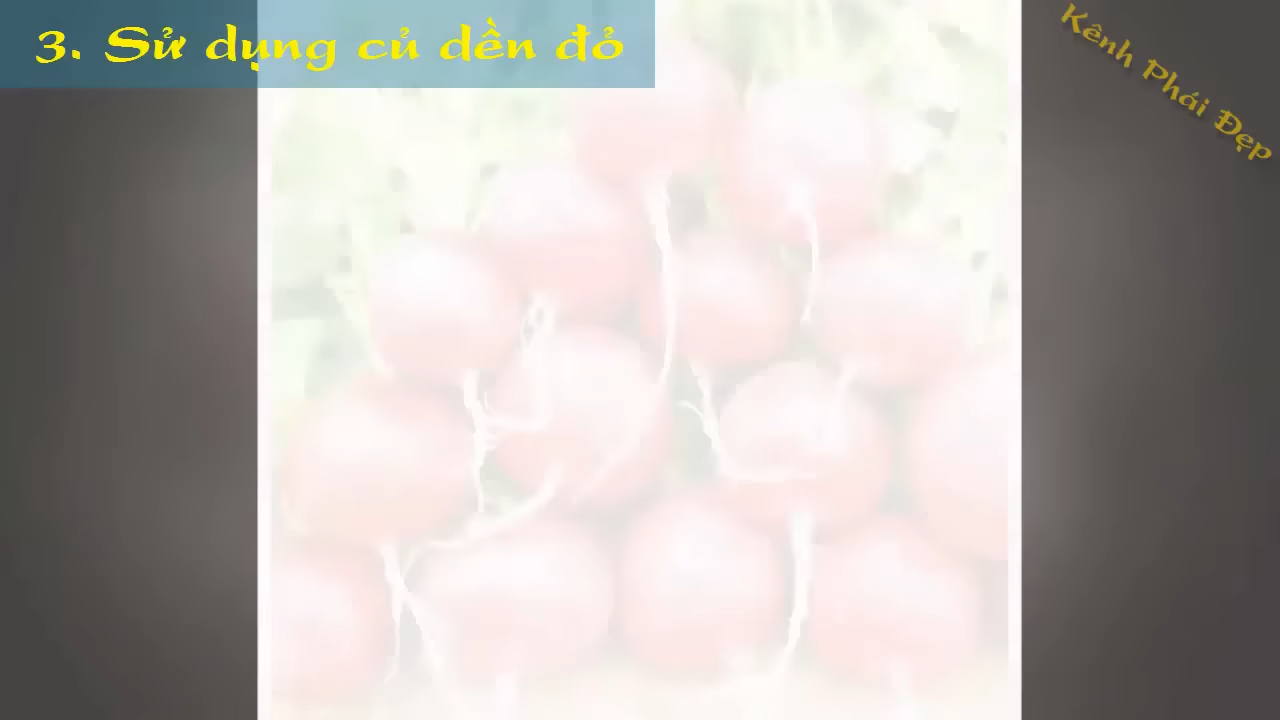 3. Sử dụng củ dền đỏ
Kênh Phái Đẹp